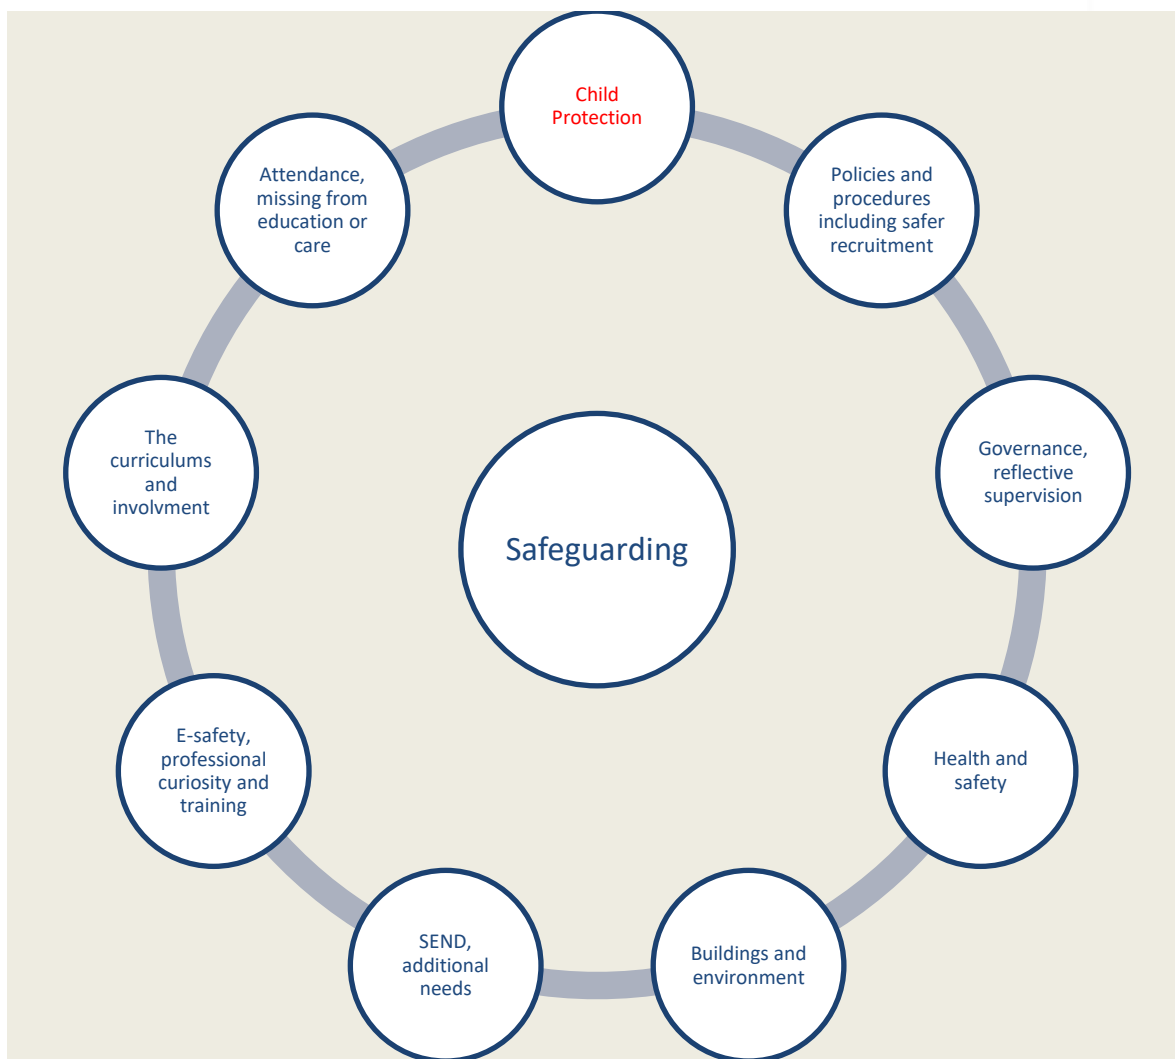 Child
Protection
Policies and
procedures
including safer
recruitment
Governance,
reflective
supervision
Health and
safety
Buildings and
environment
SEND,
additional
needs
E-safety,
professional
curiosity and
training
The
curriculums
and
involvment
Attendance,
missing from
education or
care
Safeguarding